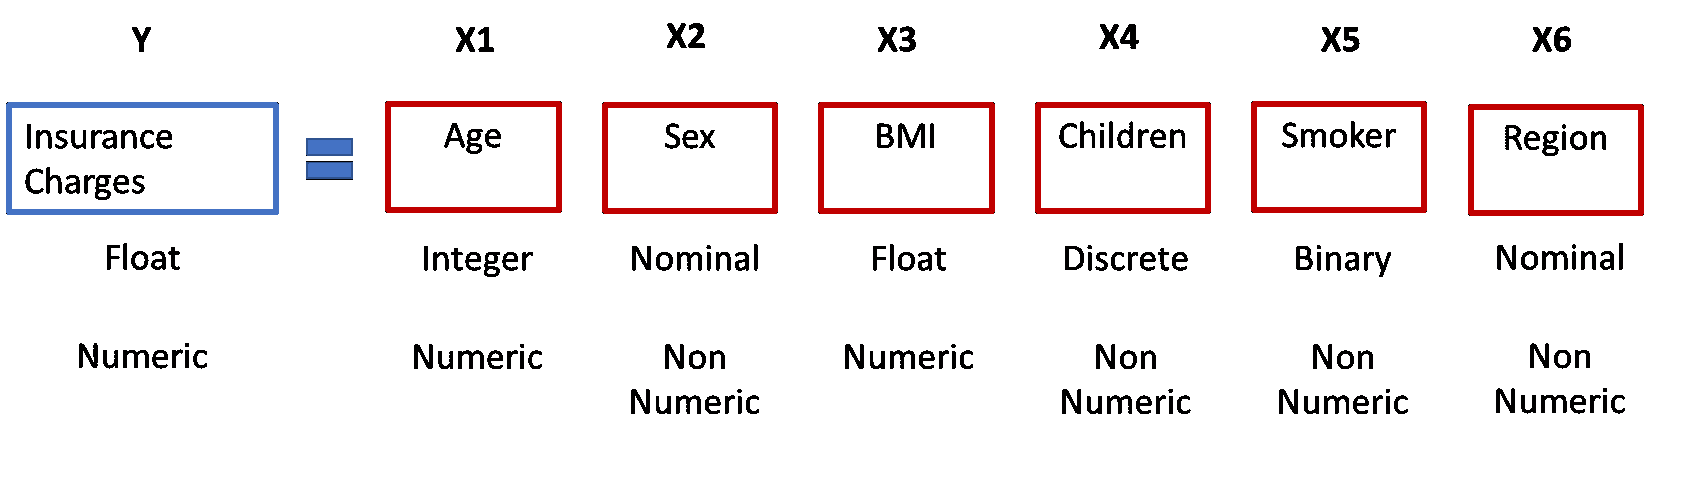 Y X1 X2 X3 X4 X5 X6
Insurance Age Sex BMI Children Smoker Region
Charges
Float Integer Nominal Float Discrete Binary Nominal
Numeric Numeric Non Numeric Non Non Non
Numeric Numeric Numeric Numeric